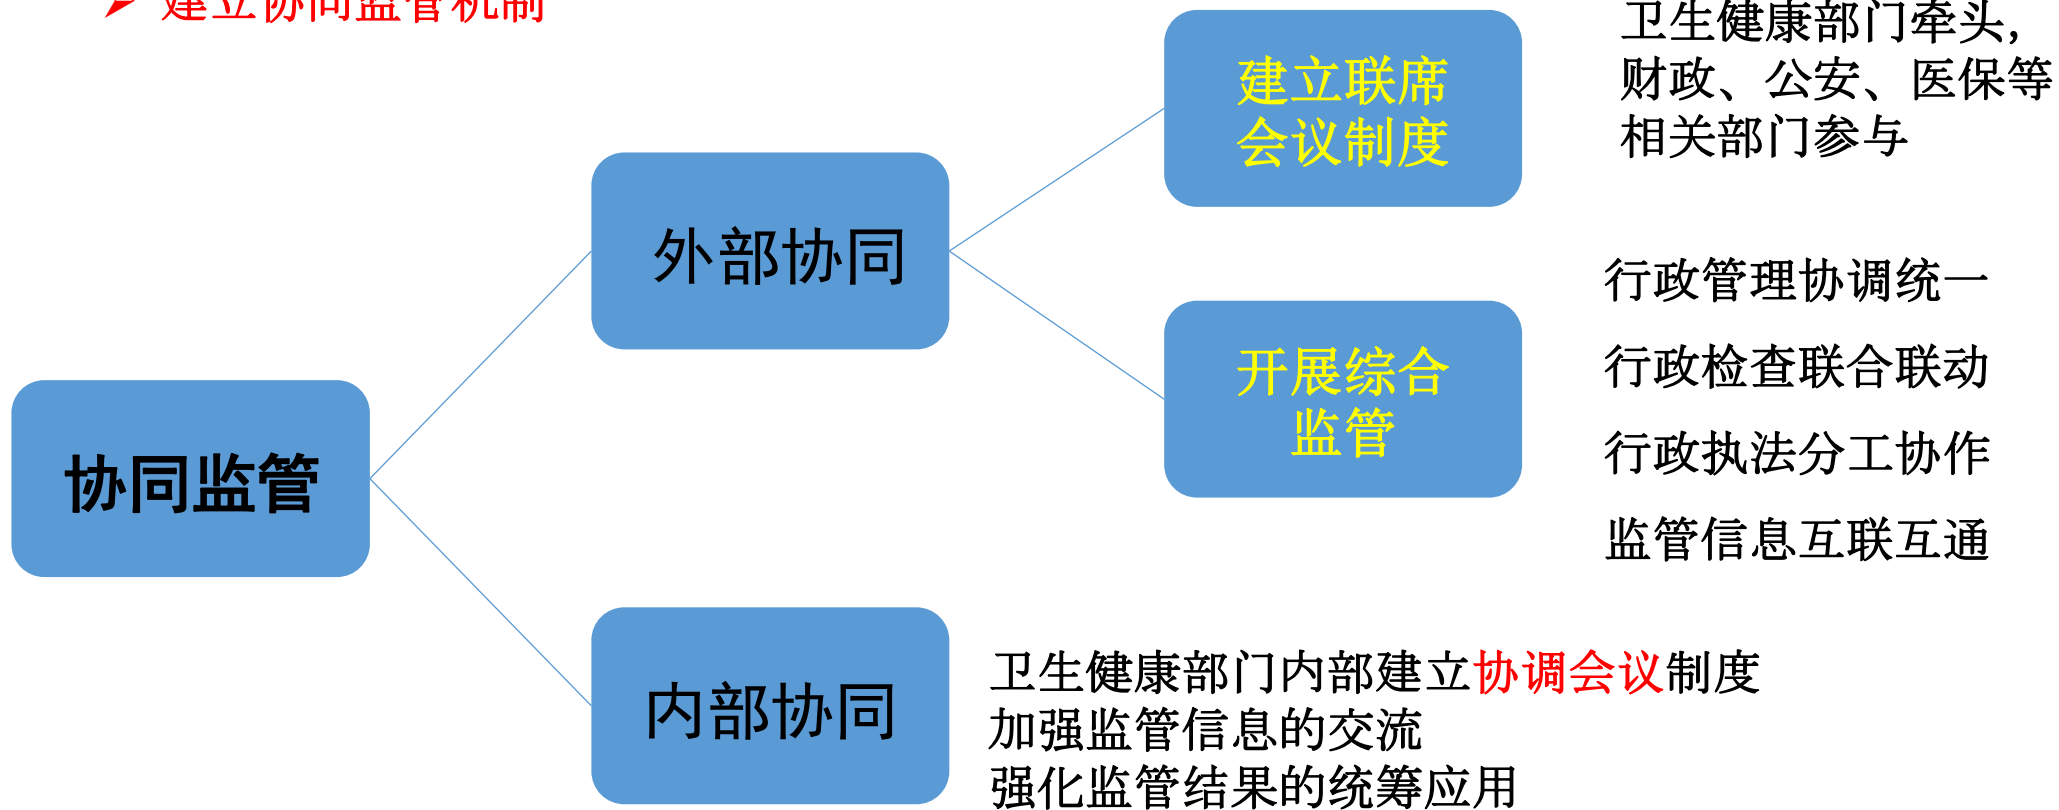 ➢ 建立协同监管机制
协同监管
外部协同
建立联席
会议制度
卫生健康部门牵头，
财政、公安、医保等
相关部门参与
开展综合
监管
行政管理协调统一
行政检查联合联动
行政执法分工协作
监管信息互联互通
内部协同
卫生健康部门内部建立协调会议制度
加强监管信息的交流
强化监管结果的统筹应用